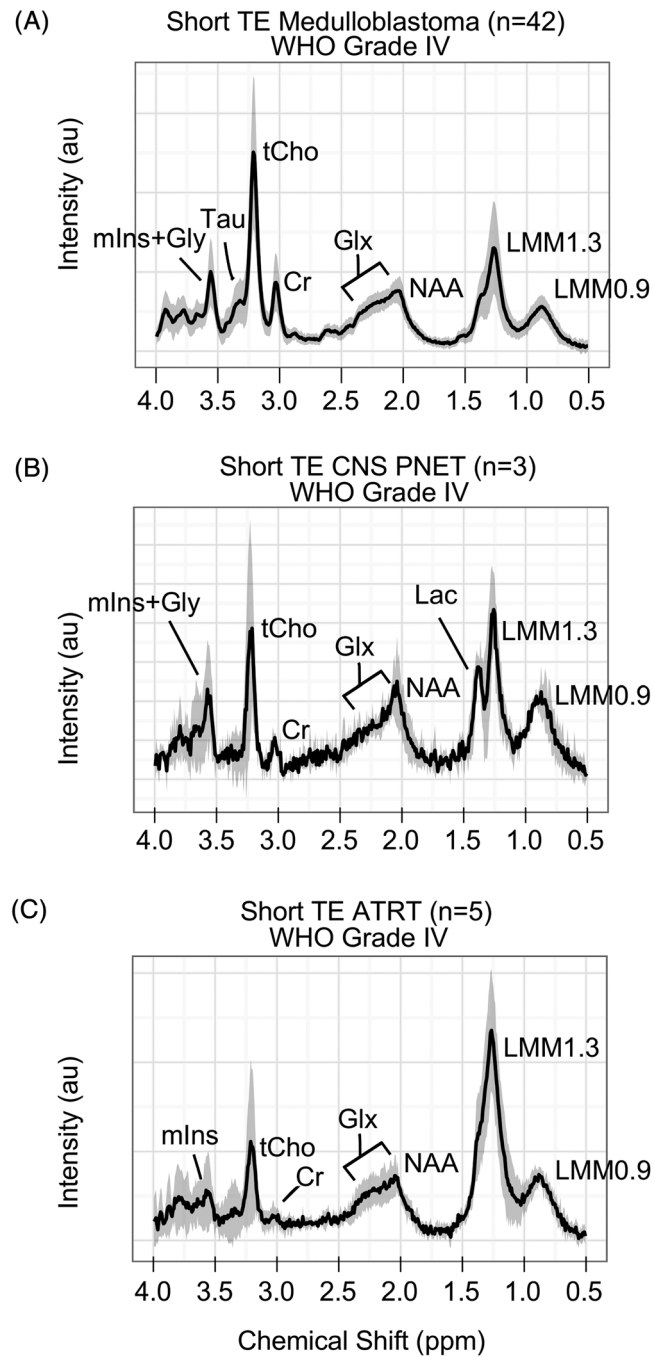 (A)
Short TE Medulloblastoma (n=42)
WHO Grade IV
Intensity (au)
mIns+Gly
Tau
tCho
Cr
Glx
NAA
LMM1.3
LMM0.9
4.0 3.5 3.0 2.5 2.0 1.5 1.0 0.5
(B)
Short TE CNS PNET (n=3)
WHO Grade IV
Intensity (au)
mIns+Gly
tCho
Cr
Glx
NAA
Lac
LMM1.3
LMM0.9
4.0 3.5 3.0 2.5 2.0 1.5 1.0 0.5
(C)
Short TE ATRT (n=5)
WHO Grade IV
Intensity (au)
mIns
tCho
Cr
Glx
NAA
LMM1.3
LMM0.9
4.0 3.5 3.0 2.5 2.0 1.5 1.0 0.5
Chemical Shift (ppm)